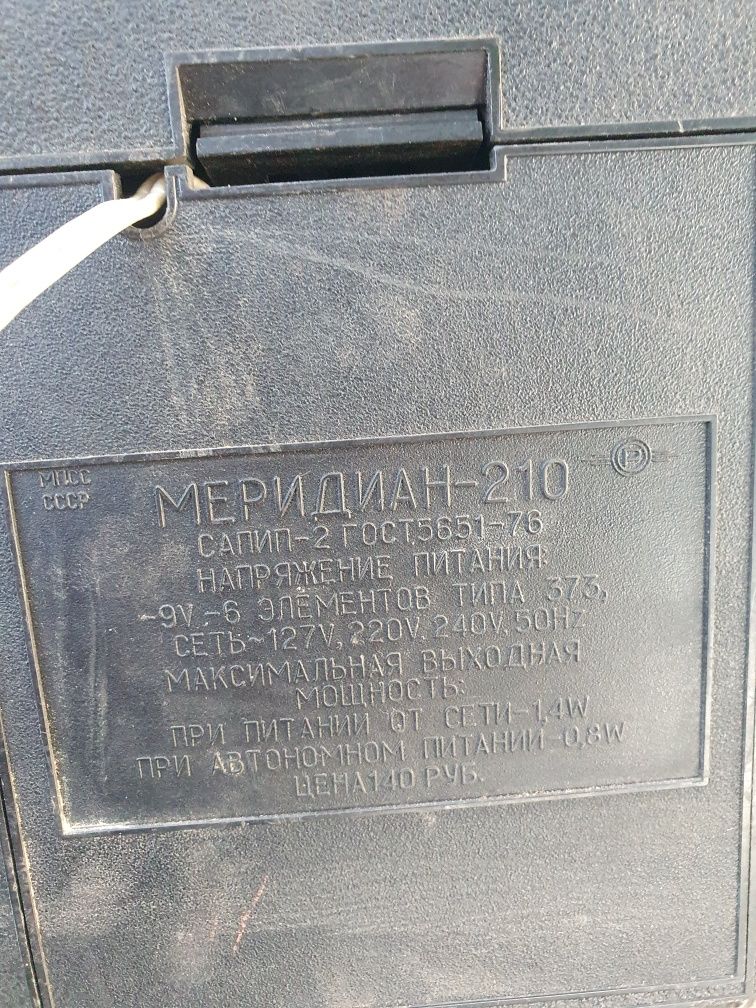 МПСС
СССР
МЕРИДИАН-210
САПИП-2 ГОСТ5651-76
НАПРЯЖЕНИЕ ПИТАНИЯ:
-9V,-6 ЭЛЕМЕНТОВ ТИПА 373,
СЕТЬ~127V,220V,240V,50Hz
МАКСИМАЛЬНАЯ ВЫХОДНАЯ
МОЩНОСТЬ:
ПРИ ПИТАНИИ ОТ СЕТИ-1,4W
ПРИ АВТОНОМНОМ ПИТАНИИ-0,8W
ЦЕНА140 РУБ.